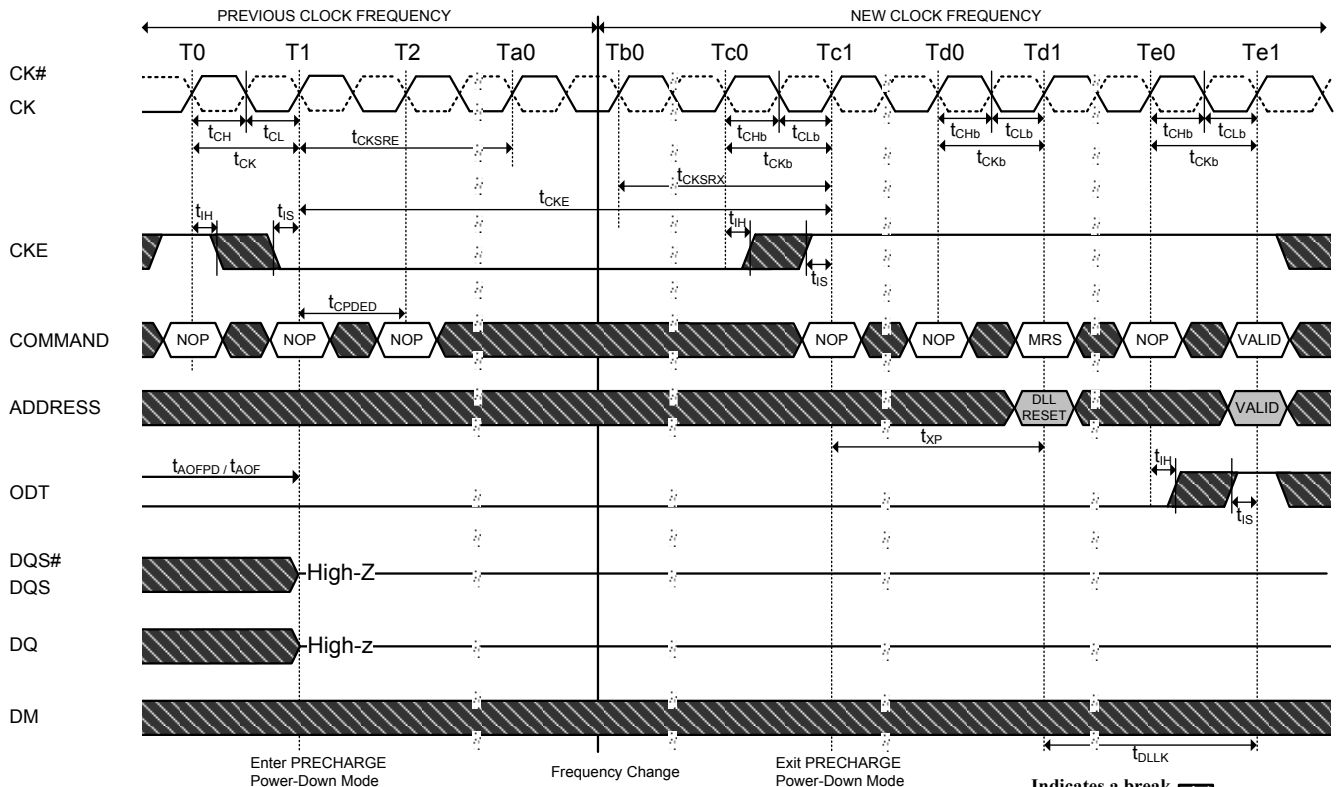 PREVIOUS CLOCK FREQUENCY NEW CLOCK FREQUENCY
T0 T1 T2 Ta0 Tb0 Tc0 Tc1 Td0 Td1 Te0 Te1
CK#
CK
tCH tCL tCHb tCLb tCHb tCLb tCHb tCLb
tCK tCKSRE tCKb tCKb tCKb
tCKSRX
tCKE
tIH tIS tIH
CKE
tIS
tCPDED
COMMAND NOP NOP NOP NOP NOP MRS NOP VALID
ADDRESS DLL RESET VALID
tXP
tAOFPD / tAOF tIH
ODT
tIS
DQS# High-Z
DQS
DQ High-z
DM
tDLLK
Enter PRECHARGE Power-Down Mode
Frequency Change
Exit PRECHARGE Power-Down Mode
Indicates a break